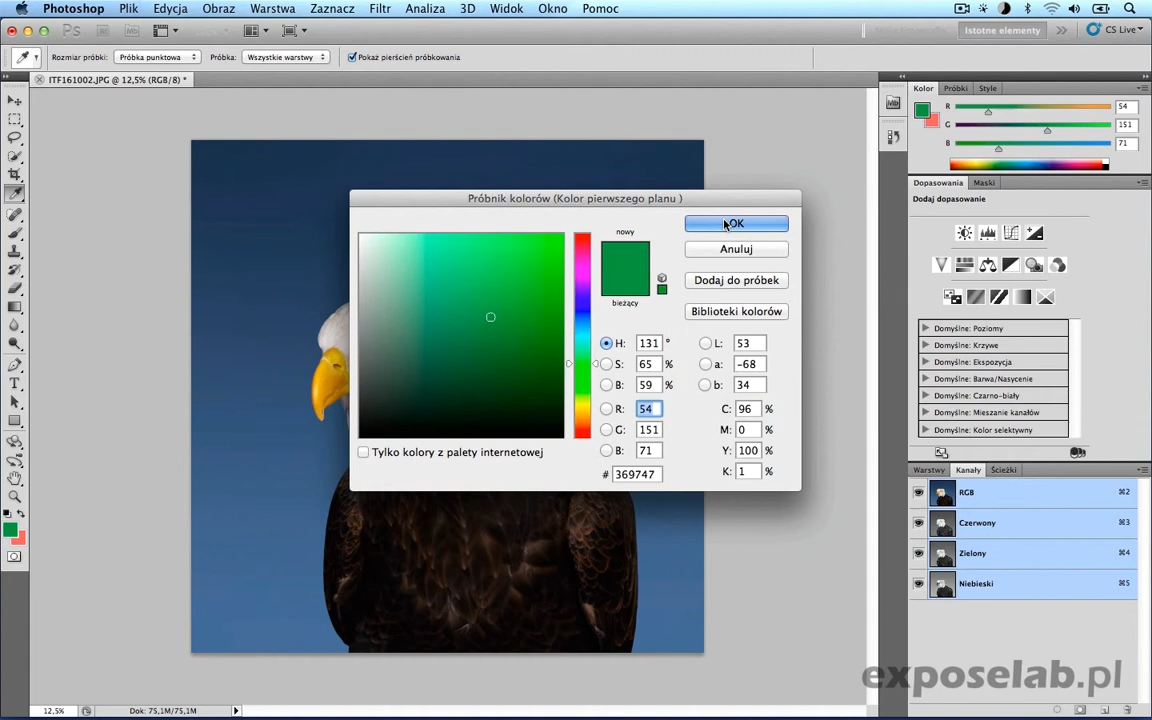 Photoshop Plik Edycja Obraz Warstwa Zaznacz Filtr Analiza 3D Widok Okno Pomoc
Ps Br Mb Istotne elementy CS Live
Rozmiar próbki: Próbka punktowa Próbka: Wszystkie warstwy Pokaż pierścień próbkowania
ITF161002.JPG @ 12,5% (RGB/8) *
Kolor Próbki Style
R 54
G 151
B 71
Dopasowania Maski
Dodaj dopasowanie
Domyślne: Poziomy
Domyślne: Krzywe
Domyślne: Ekspozycja
Domyślne: Barwa/Nasycenie
Domyślne: Czarno-biały
Domyślne: Mieszanie kanałów
Domyślne: Kolor selektywny
Warstwy Kanały Ścieżki
RGB ⌘2
Czerwony ⌘3
Zielony ⌘4
Niebieski ⌘5
Próbnik kolorów (Kolor pierwszego planu )
nowy
bieżący
OK
Anuluj
Dodaj do próbek
Biblioteki kolorów
H: 131 ° L: 53
S: 65 % a: -68
B: 59 % b: 34
R: 54 C: 96 %
G: 151 M: 0 %
B: 71 Y: 100 %
# 369747 K: 1 %
Tylko kolory z palety internetowej
exposelab.pl
12,5% Dok: 75,1M/75,1M